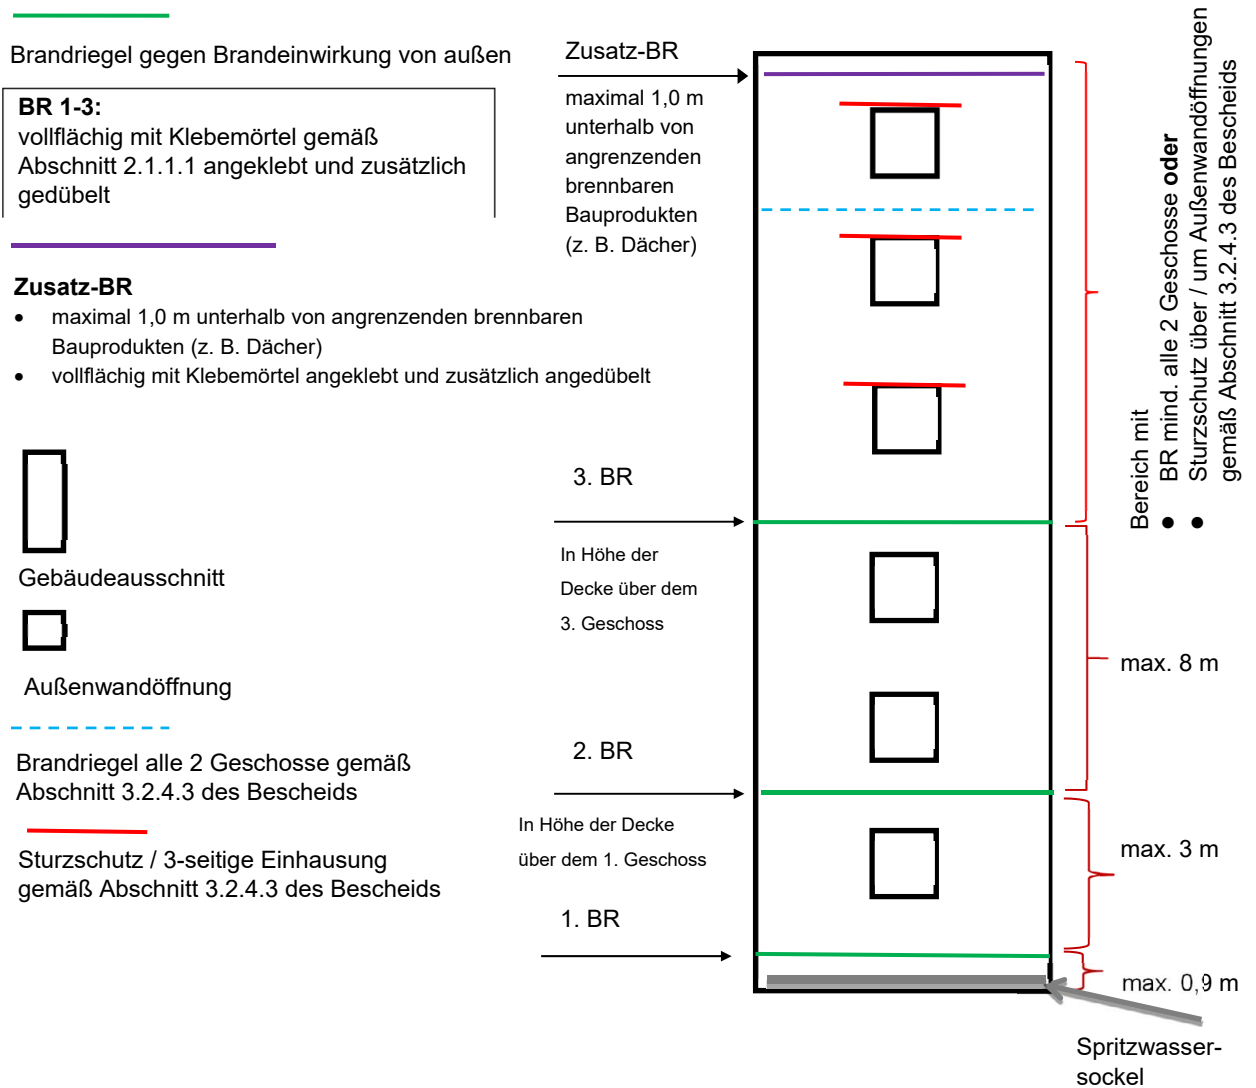 Brandriegel gegen Brandeinwirkung von außen
BR 1-3:
vollflächig mit Klebemörtel gemäß
Abschnitt 2.1.1.1 angeklebt und zusätzlich
gedübelt
Zusatz-BR
• maximal 1,0 m unterhalb von angrenzenden brennbaren
Bauprodukten (z. B. Dächer)
• vollflächig mit Klebemörtel angeklebt und zusätzlich angedübelt
Gebäudeausschnitt
Außenwandöffnung
Brandriegel alle 2 Geschosse gemäß
Abschnitt 3.2.4.3 des Bescheids
Sturzschutz / 3-seitige Einhausung
gemäß Abschnitt 3.2.4.3 des Bescheids
Zusatz-BR
maximal 1,0 m
unterhalb von
angrenzenden
brennbaren
Bauprodukten
(z. B. Dächer)
3. BR
In Höhe der
Decke über dem
3. Geschoss
2. BR
In Höhe der Decke
über dem 1. Geschoss
1. BR
Bereich mit
• BR mind. alle 2 Geschosse oder
• Sturzschutz über / um Außenwandöffnungen
gemäß Abschnitt 3.2.4.3 des Bescheids
max. 8 m
max. 3 m
max. 0,9 m
Spritzwasser-
sockel